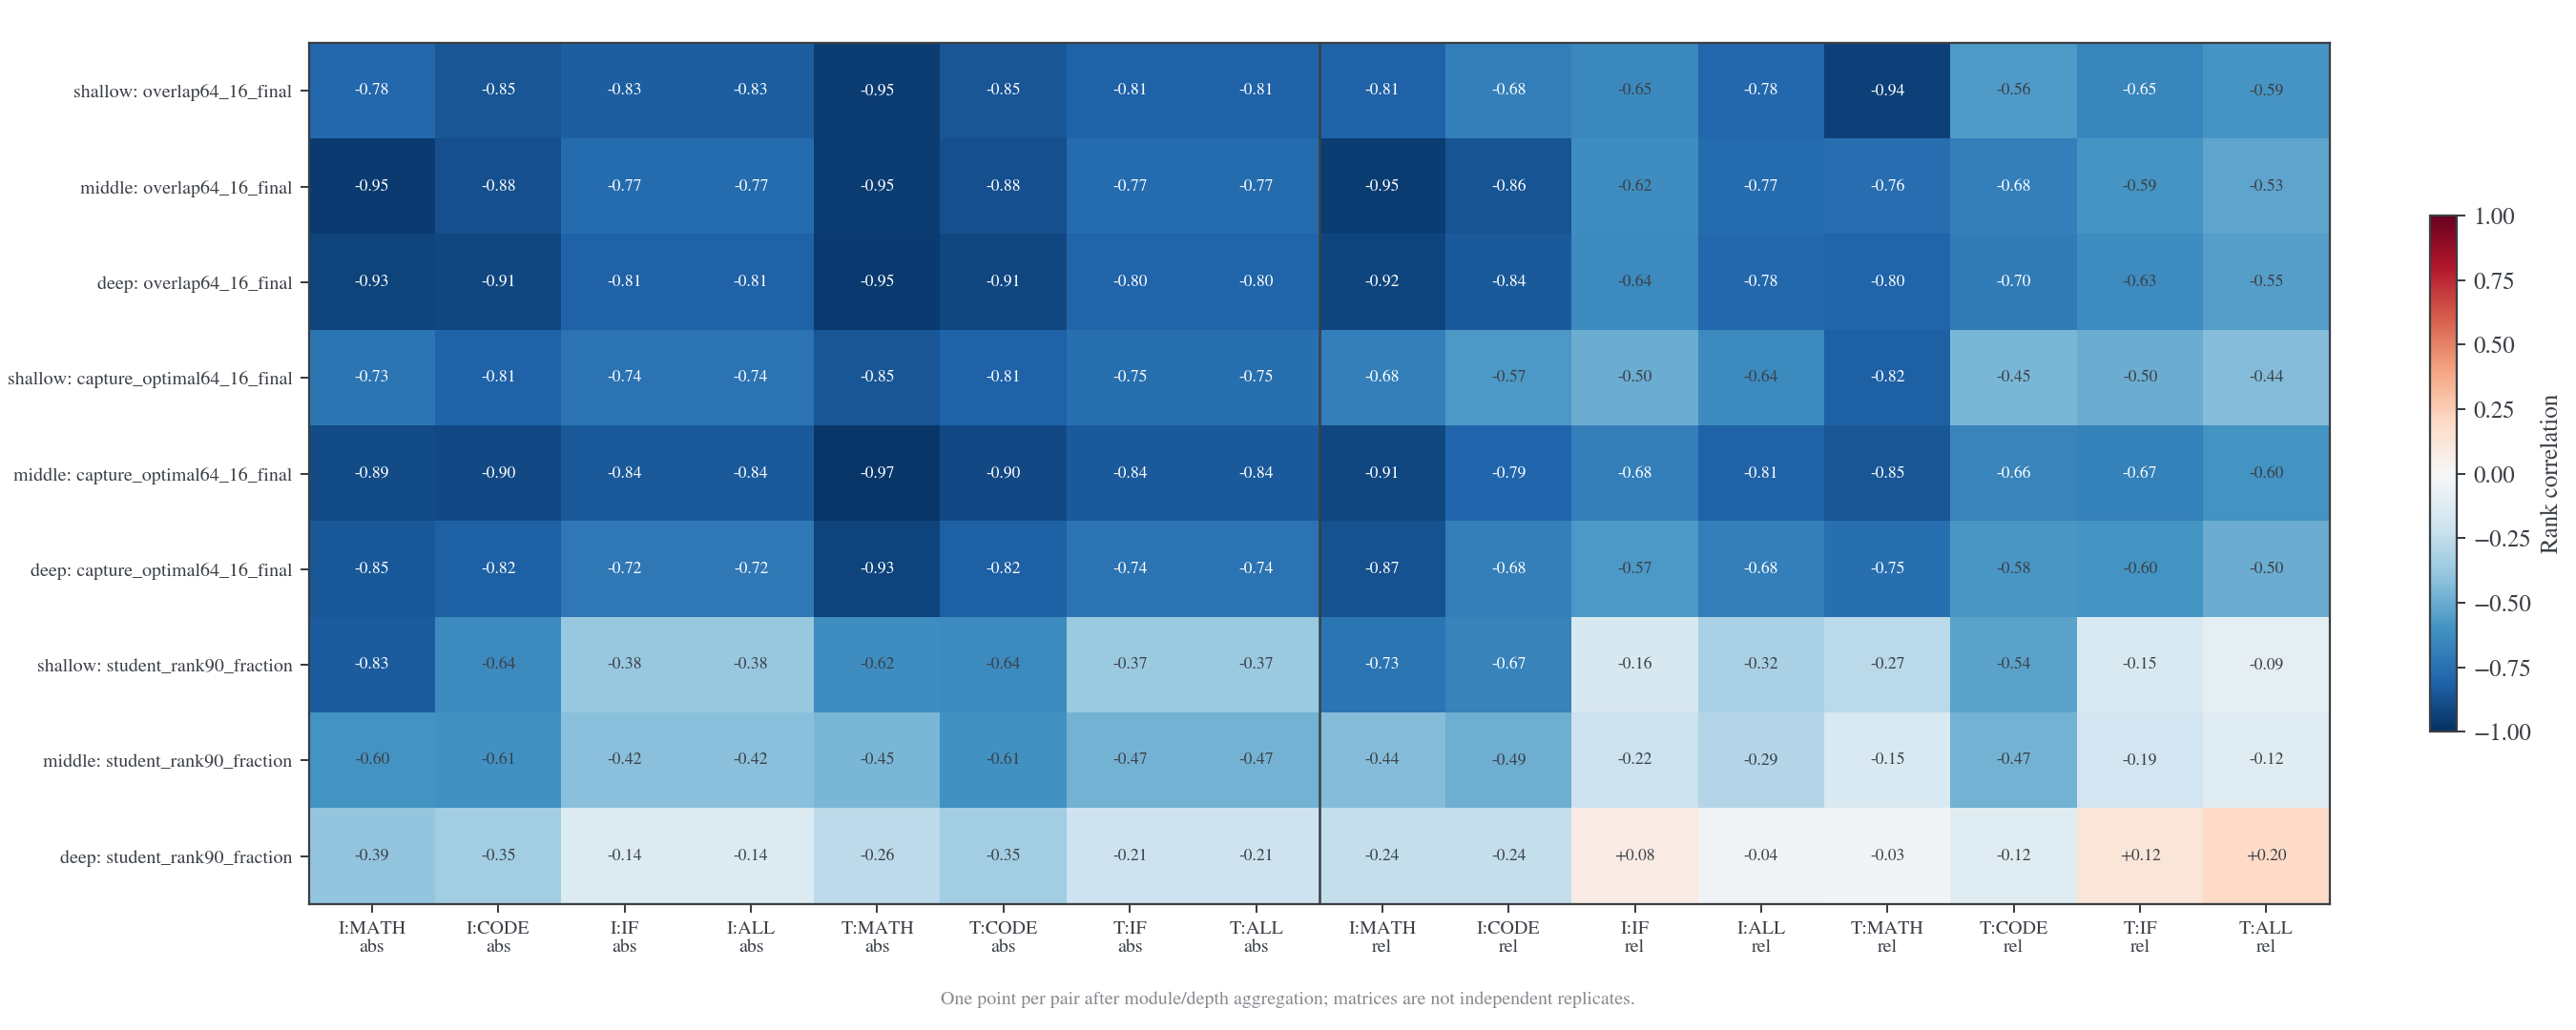 shallow: overlap64_16_final -0.78 -0.85 -0.83 -0.83 -0.95 -0.85 -0.81 -0.81 -0.81 -0.68 -0.65 -0.78 -0.94 -0.56 -0.65 -0.59
middle: overlap64_16_final -0.95 -0.88 -0.77 -0.77 -0.95 -0.88 -0.77 -0.77 -0.95 -0.86 -0.62 -0.77 -0.76 -0.68 -0.59 -0.53
deep: overlap64_16_final -0.93 -0.91 -0.81 -0.81 -0.95 -0.91 -0.80 -0.80 -0.92 -0.84 -0.64 -0.78 -0.80 -0.70 -0.63 -0.55
shallow: capture_optimal64_16_final -0.73 -0.81 -0.74 -0.74 -0.85 -0.81 -0.75 -0.75 -0.68 -0.57 -0.50 -0.64 -0.82 -0.45 -0.50 -0.44
middle: capture_optimal64_16_final -0.89 -0.90 -0.84 -0.84 -0.97 -0.90 -0.84 -0.84 -0.91 -0.79 -0.68 -0.81 -0.85 -0.66 -0.67 -0.60
deep: capture_optimal64_16_final -0.85 -0.82 -0.72 -0.72 -0.93 -0.82 -0.74 -0.74 -0.87 -0.68 -0.57 -0.68 -0.75 -0.58 -0.60 -0.50
shallow: student_rank90_fraction -0.83 -0.64 -0.38 -0.38 -0.62 -0.64 -0.37 -0.37 -0.73 -0.67 -0.16 -0.32 -0.27 -0.54 -0.15 -0.09
middle: student_rank90_fraction -0.60 -0.61 -0.42 -0.42 -0.45 -0.61 -0.47 -0.47 -0.44 -0.49 -0.22 -0.29 -0.15 -0.47 -0.19 -0.12
deep: student_rank90_fraction -0.39 -0.35 -0.14 -0.14 -0.26 -0.35 -0.21 -0.21 -0.24 -0.24 +0.08 -0.04 -0.03 -0.12 +0.12 +0.20
I:MATH I:CODE I:IF I:ALL T:MATH T:CODE T:IF T:ALL I:MATH I:CODE I:IF I:ALL T:MATH T:CODE T:IF T:ALL
abs abs abs abs abs abs abs abs rel rel rel rel rel rel rel rel
1.00
0.75
0.50
0.25
0.00
−0.25
−0.50
−0.75
−1.00
Rank correlation
One point per pair after module/depth aggregation; matrices are not independent replicates.